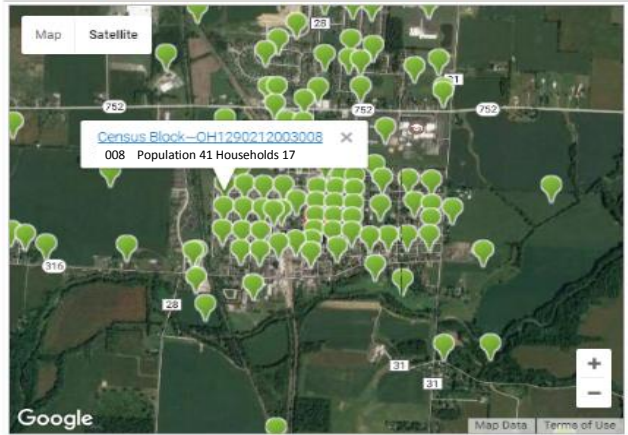 28
Map Satellite
31
752 752 752
Census Block—OH1290212003008 ×
008 Population 41 Households 17
316
28
31
31
+
−
Google
Map Data Terms of Use